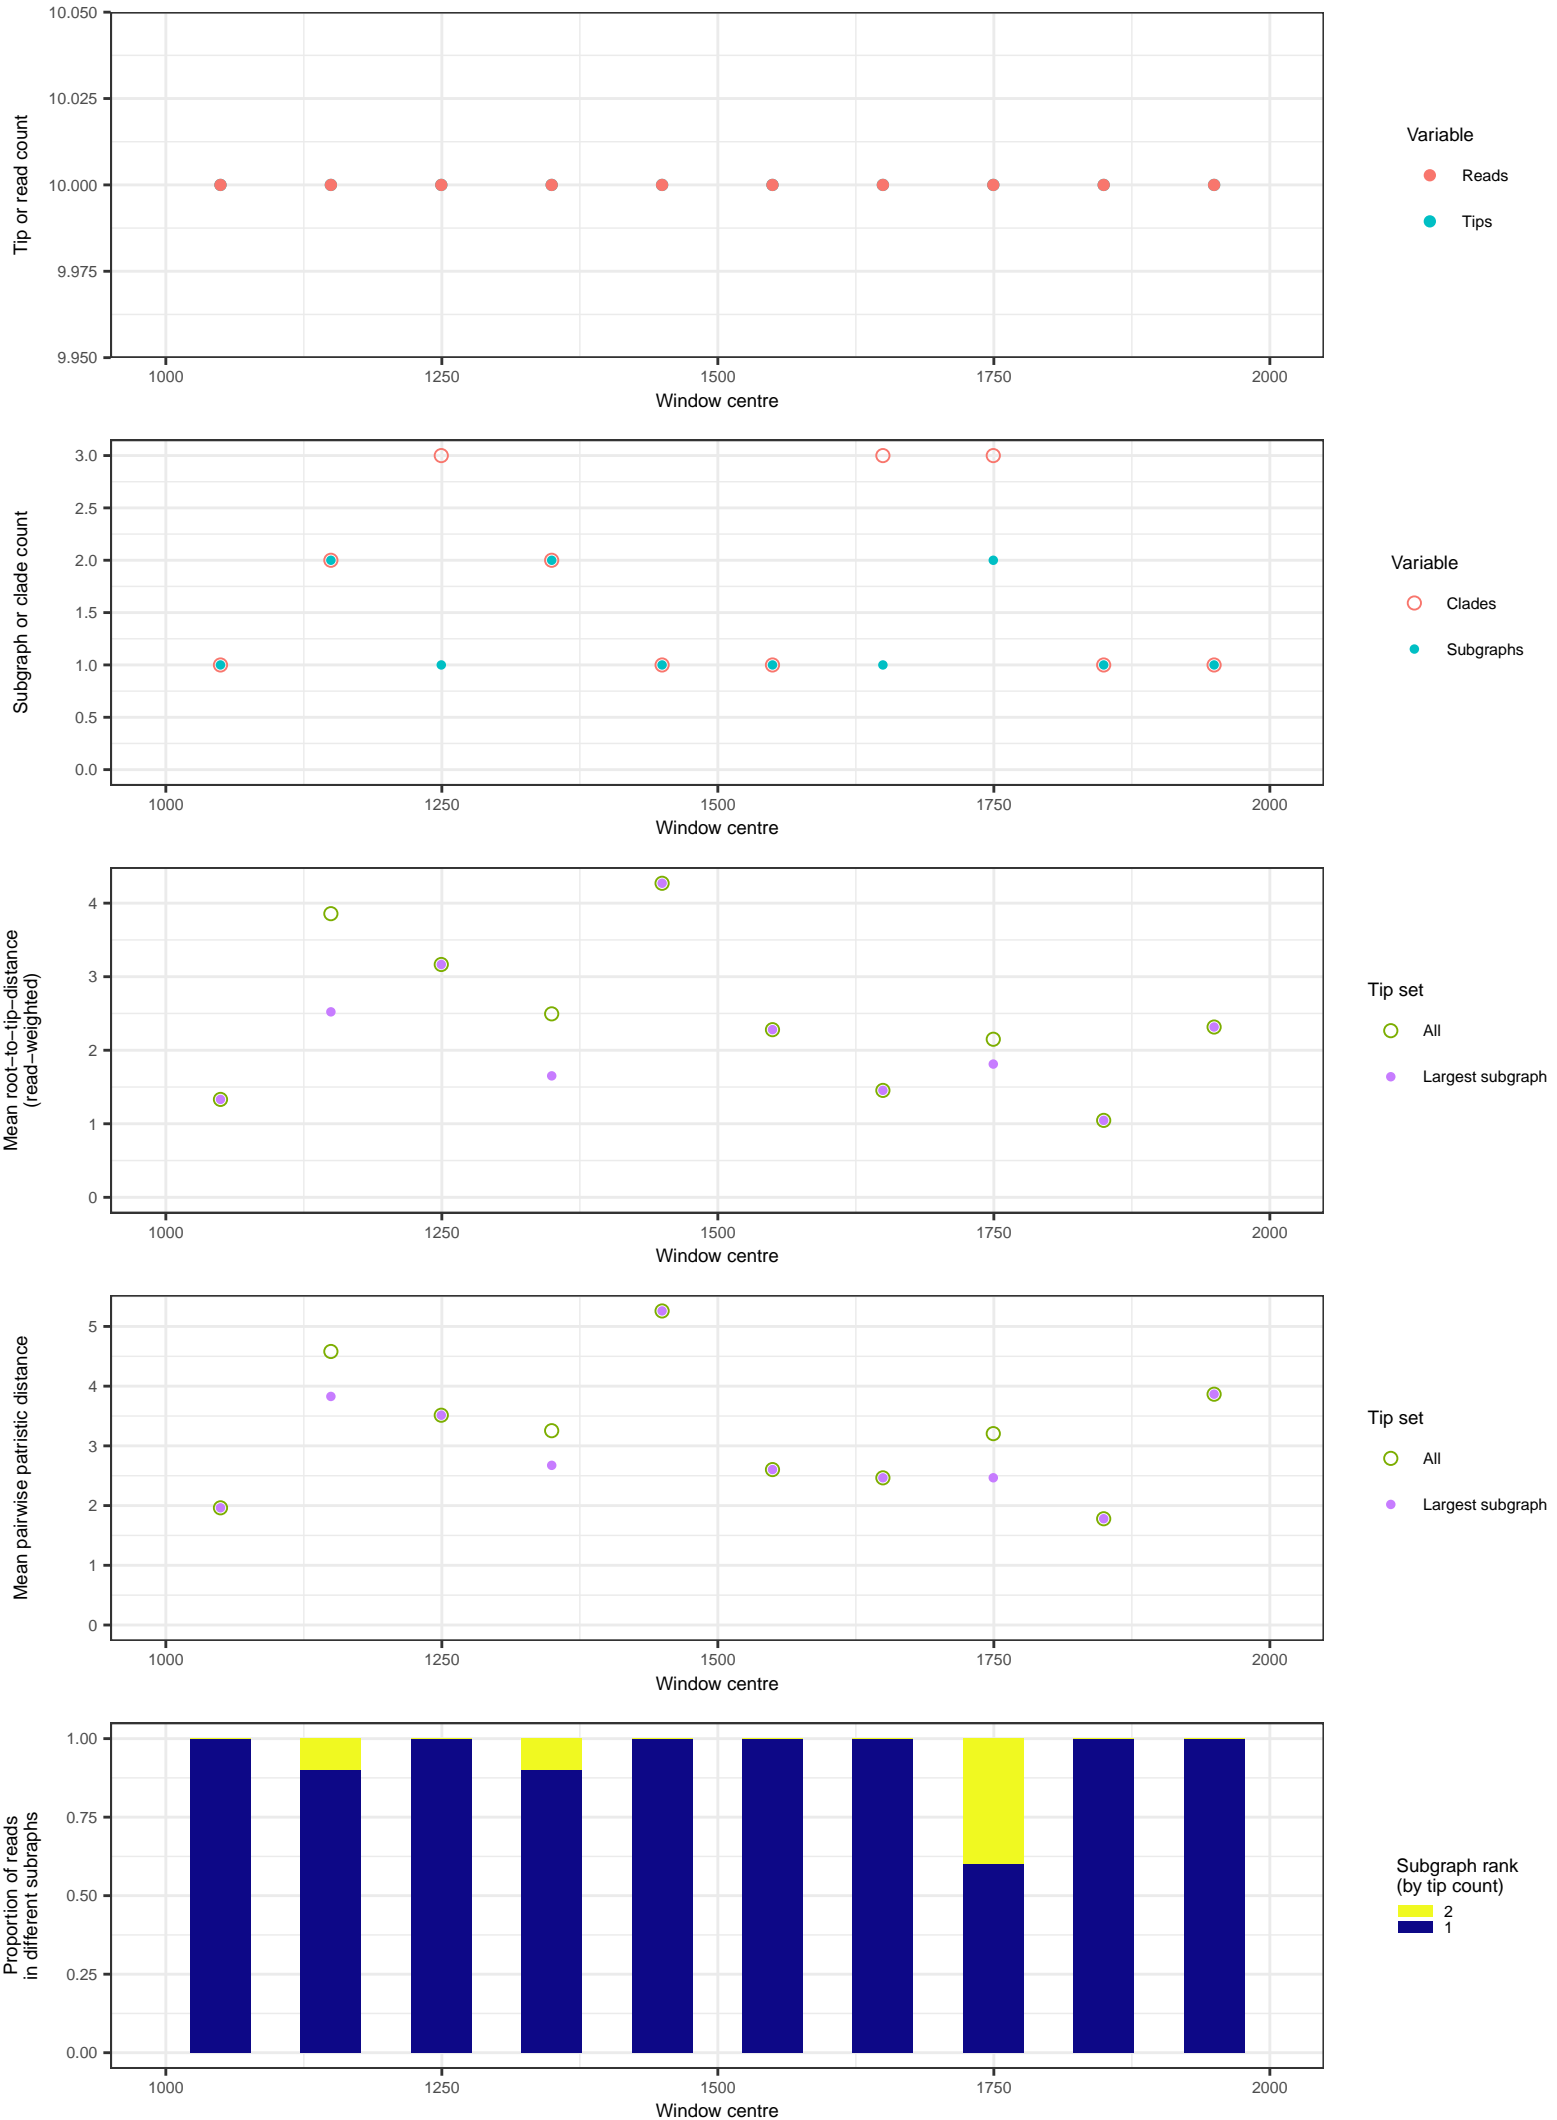 10.050
10.025
10.000
9.975
9.950
Tip or read count
1000 1250 1500 1750 2000
Window centre
Variable
Reads
Tips
3.0
2.5
2.0
1.5
1.0
0.5
0.0
Subgraph or clade count
1000 1250 1500 1750 2000
Window centre
Variable
Clades
Subgraphs
4
3
2
1
0
Mean root−to−tip−distance
(read−weighted)
1000 1250 1500 1750 2000
Window centre
Tip set
All
Largest subgraph
5
4
3
2
1
0
Mean pairwise patristic distance
1000 1250 1500 1750 2000
Window centre
Tip set
All
Largest subgraph
1.00
0.75
0.50
0.25
0.00
Proportion of reads
in different subraphs
1000 1250 1500 1750 2000
Window centre
Subgraph rank
(by tip count)
2
1